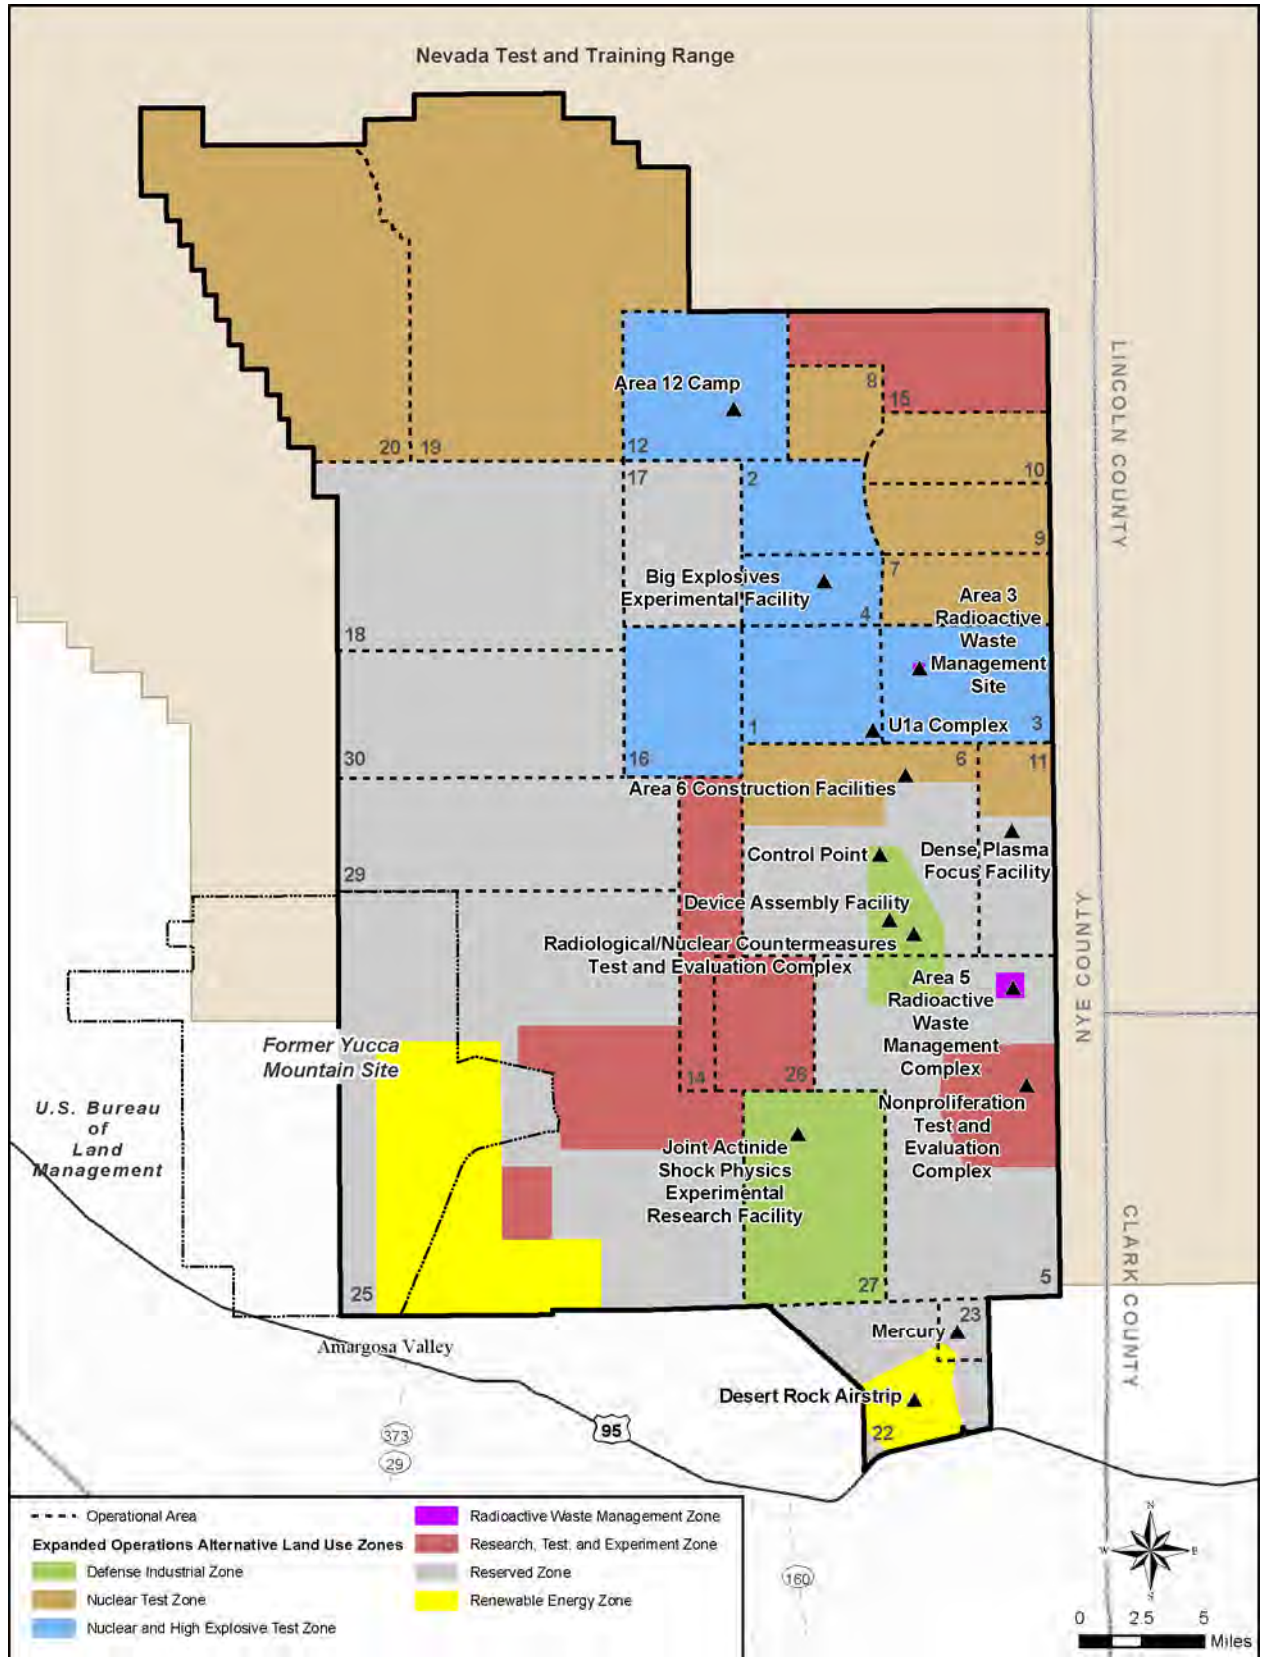 Nevada Test and Training Range
LINCOLN COUNTY
Area 12 Camp
8
15
20
19
12
10
17
2
9
Big Explosives
Experimental Facility
7
4
Area 3
Radioactive
Waste
Management
Site
18
1
U1a Complex
3
30
16
6
11
Area 6 Construction Facilities
Control Point
Dense Plasma
Focus Facility
29
Device Assembly Facility
Radiological/Nuclear Countermeasures
Test and Evaluation Complex
NYE COUNTY
Area 5
Radioactive
Waste
Management
Complex
Former Yucca
Mountain Site
14
26
U.S. Bureau
of
Land
Management
Nonproliferation
Test and
Evaluation
Complex
Joint Actinide
Shock Physics
Experimental
Research Facility
CLARK COUNTY
25
27
5
23
Mercury
Amargosa Valley
Desert Rock Airstrip
22
95
373
29
160
Operational Area
Expanded Operations Alternative Land Use Zones
Defense Industrial Zone
Nuclear Test Zone
Nuclear and High Explosive Test Zone
Radioactive Waste Management Zone
Research, Test, and Experiment Zone
Reserved Zone
Renewable Energy Zone
N
W
E
S
0 2.5 5
Miles